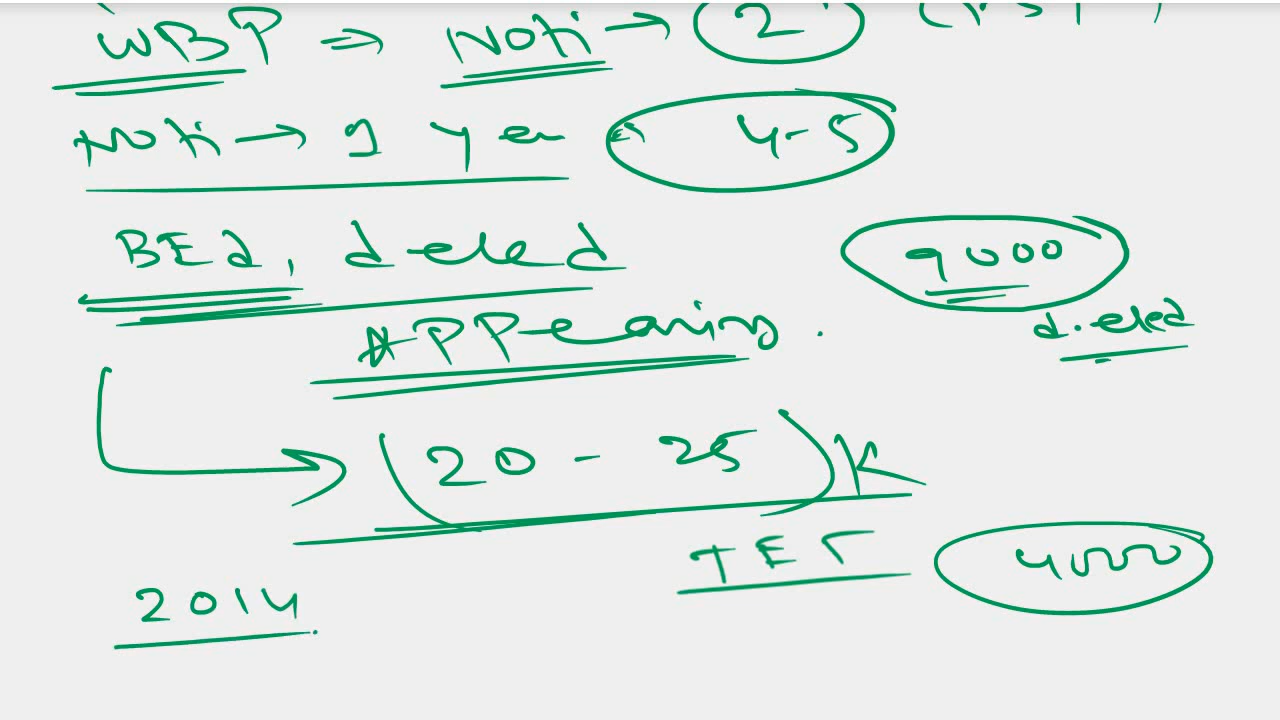 WBP ⇒ Noti → 2
Noti → 1 year 4-5
BEd, d.eled 9000
d.eled
Appearing.
(20 - 25) K
TET 4000
2014